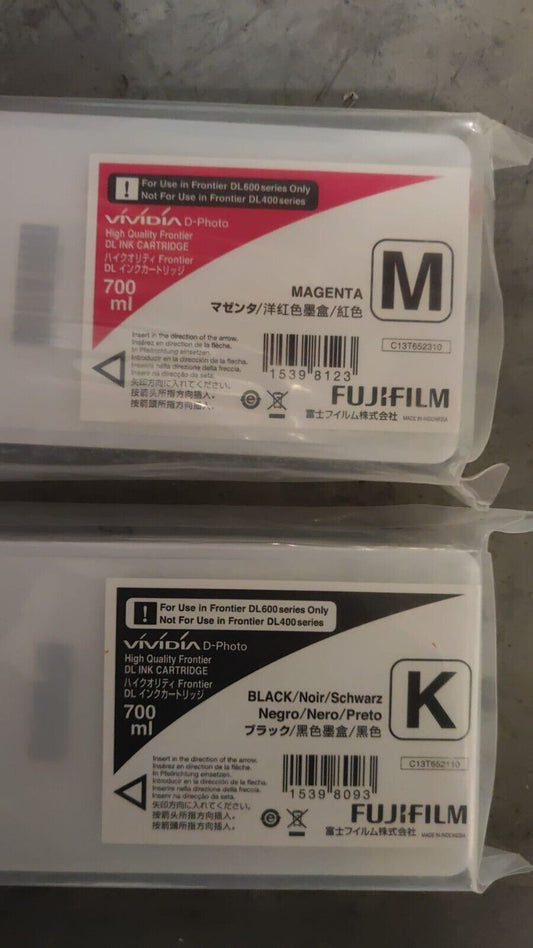 ! For Use in Frontier DL600 series Only
Not For Use in Frontier DL400 series
ViViDiA D-Photo
High Quality Frontier
DL INK CARTRIDGE
ハイクオリティ Frontier
DL インクカートリッジ
700
ml
M
MAGENTA
マゼンタ/洋红色墨盒/紅色
C13T652310
Insert in the direction of the arrow.
Insérez en direction de la flèche.
In Pfeilrichtung einsetzen.
Introducir en la dirección de la flecha.
Inserire nella direzione della freccia.
Inserir na direcção da seta.
矢印方向に入れてください。
按箭头所指方向插入。
按箭頭所指方向插入。
1539 8123
FUJIFILM
富士フイルム株式会社 MADE IN INDONESIA
! For Use in Frontier DL600 series Only
Not For Use in Frontier DL400 series
ViViDiA D-Photo
High Quality Frontier
DL INK CARTRIDGE
ハイクオリティ Frontier
DL インクカートリッジ
700
ml
K
BLACK/Noir/Schwarz
Negro/Nero/Preto
ブラック/黑色墨盒/黑色
C13T652110
Insert in the direction of the arrow.
Insérez en direction de la flèche.
In Pfeilrichtung einsetzen.
Introducir en la dirección de la flecha.
Inserire nella direzione della freccia.
Inserir na direcção da seta.
矢印方向に入れてください。
按箭头所指方向插入。
按箭頭所指方向插入。
1539 8093
FUJIFILM
富士フイルム株式会社 MADE IN INDONESIA